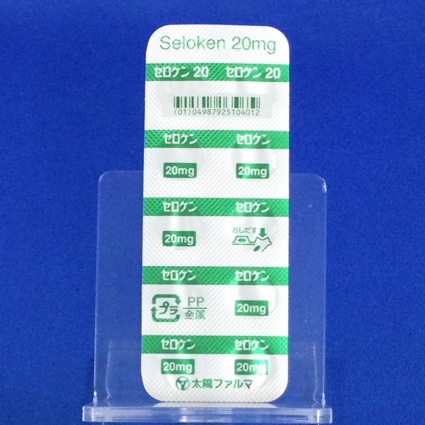 Seloken 20mg
セロケン 20 セロケン 20
(01)04987925104012
セロケン セロケン
20mg 20mg
セロケン セロケン
20mg おしだす
セロケン セロケン
プラ PP 金属 20mg
セロケン セロケン
20mg 20mg
太陽ファルマ